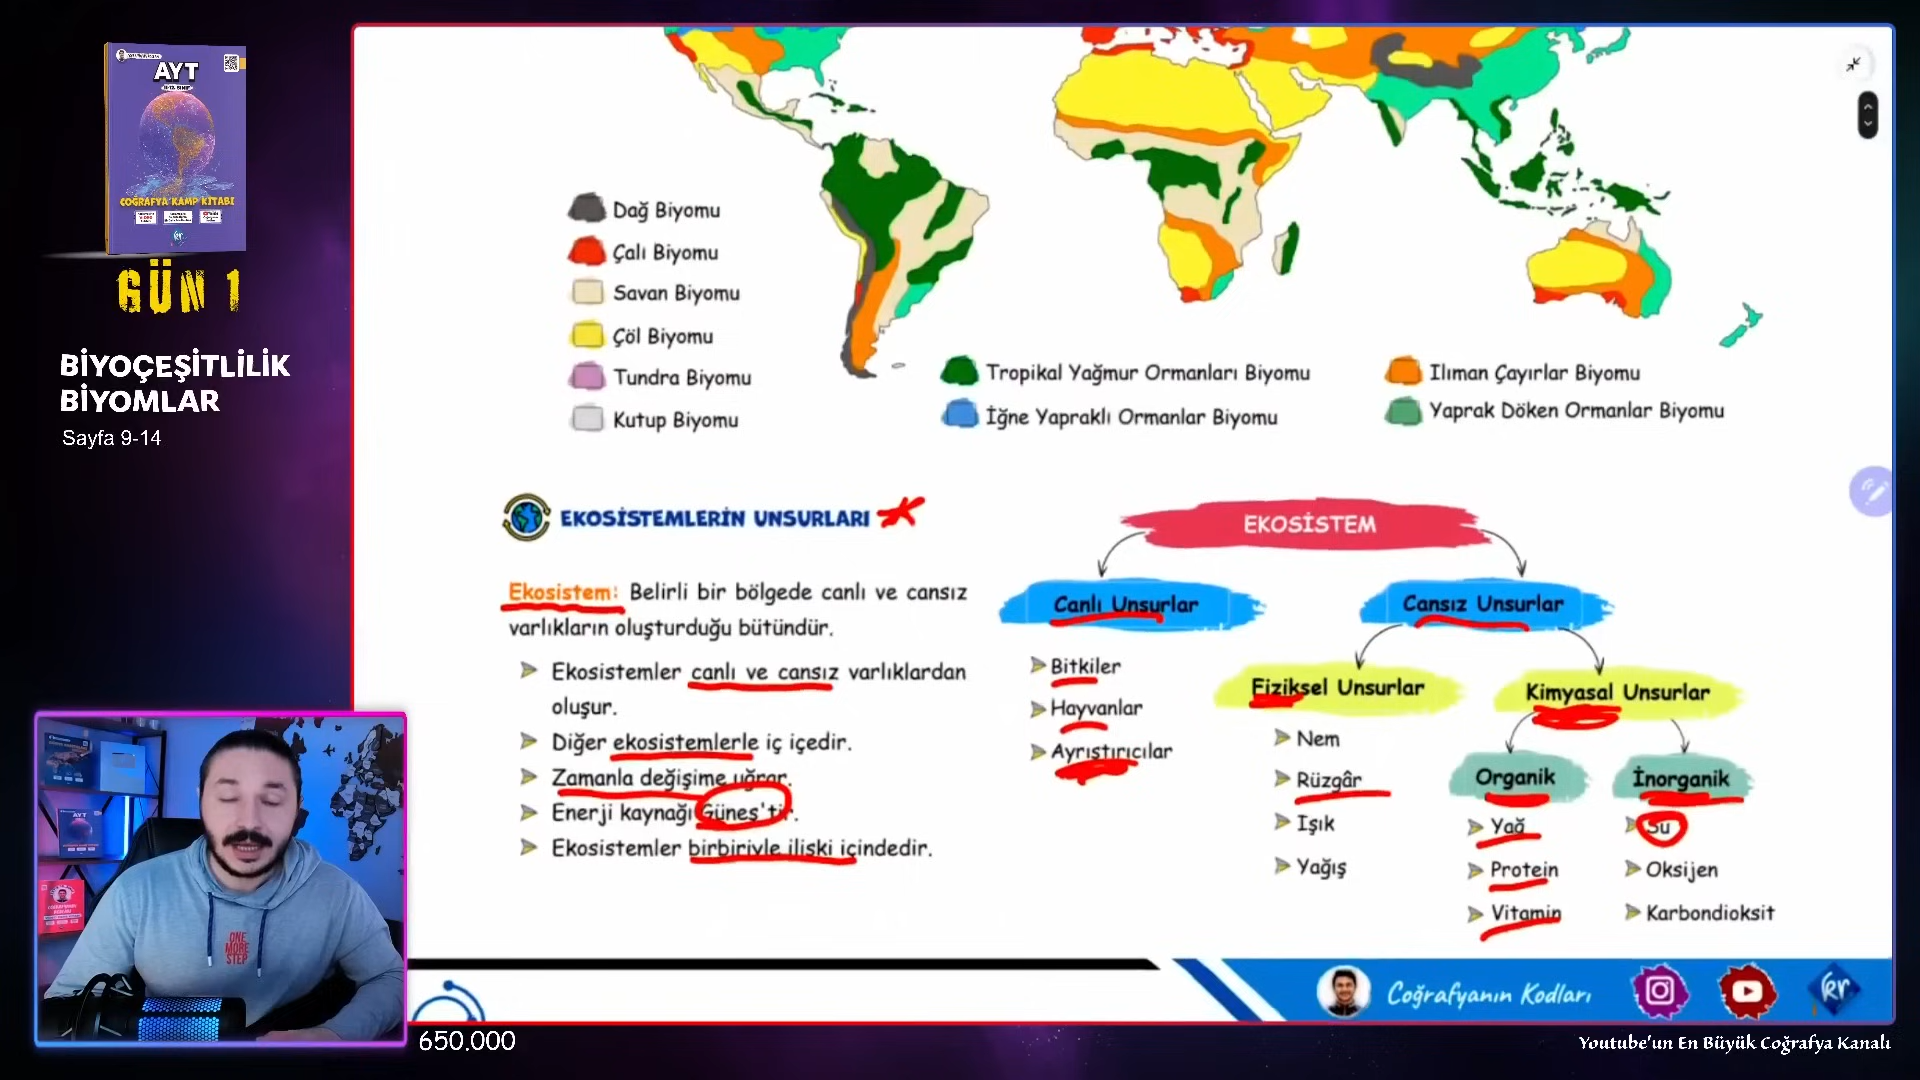 AYT
COĞRAFYA KAMP KİTABI
GÜN 1
BİYOÇEŞİTLİLİK
BİYOMLAR
Sayfa 9-14
Dağ Biyomu
Çalı Biyomu
Savan Biyomu
Çöl Biyomu
Tundra Biyomu
Kutup Biyomu
Tropikal Yağmur Ormanları Biyomu
İğne Yapraklı Ormanlar Biyomu
Ilıman Çayırlar Biyomu
Yaprak Döken Ormanlar Biyomu
EKOSİSTEMLERİN UNSURLARI
Ekosistem: Belirli bir bölgede canlı ve cansız
varlıkların oluşturduğu bütündür.
Ekosistemler canlı ve cansız varlıklardan
oluşur.
Diğer ekosistemlerle iç içedir.
Zamanla değişime uğrar.
Enerji kaynağı Güneş'tir.
Ekosistemler birbiriyle ilişki içindedir.
EKOSİSTEM
Canlı Unsurlar
Bitkiler
Hayvanlar
Ayrıştırıcılar
Cansız Unsurlar
Fiziksel Unsurlar
Nem
Rüzgâr
Işık
Yağış
Kimyasal Unsurlar
Organik
Yağ
Protein
Vitamin
İnorganik
Su
Oksijen
Karbondioksit
ONE
MORE
STEP
AYT
Coğrafyanın Kodları
kr
650.000
Youtube'un En Büyük Coğrafya Kanalı